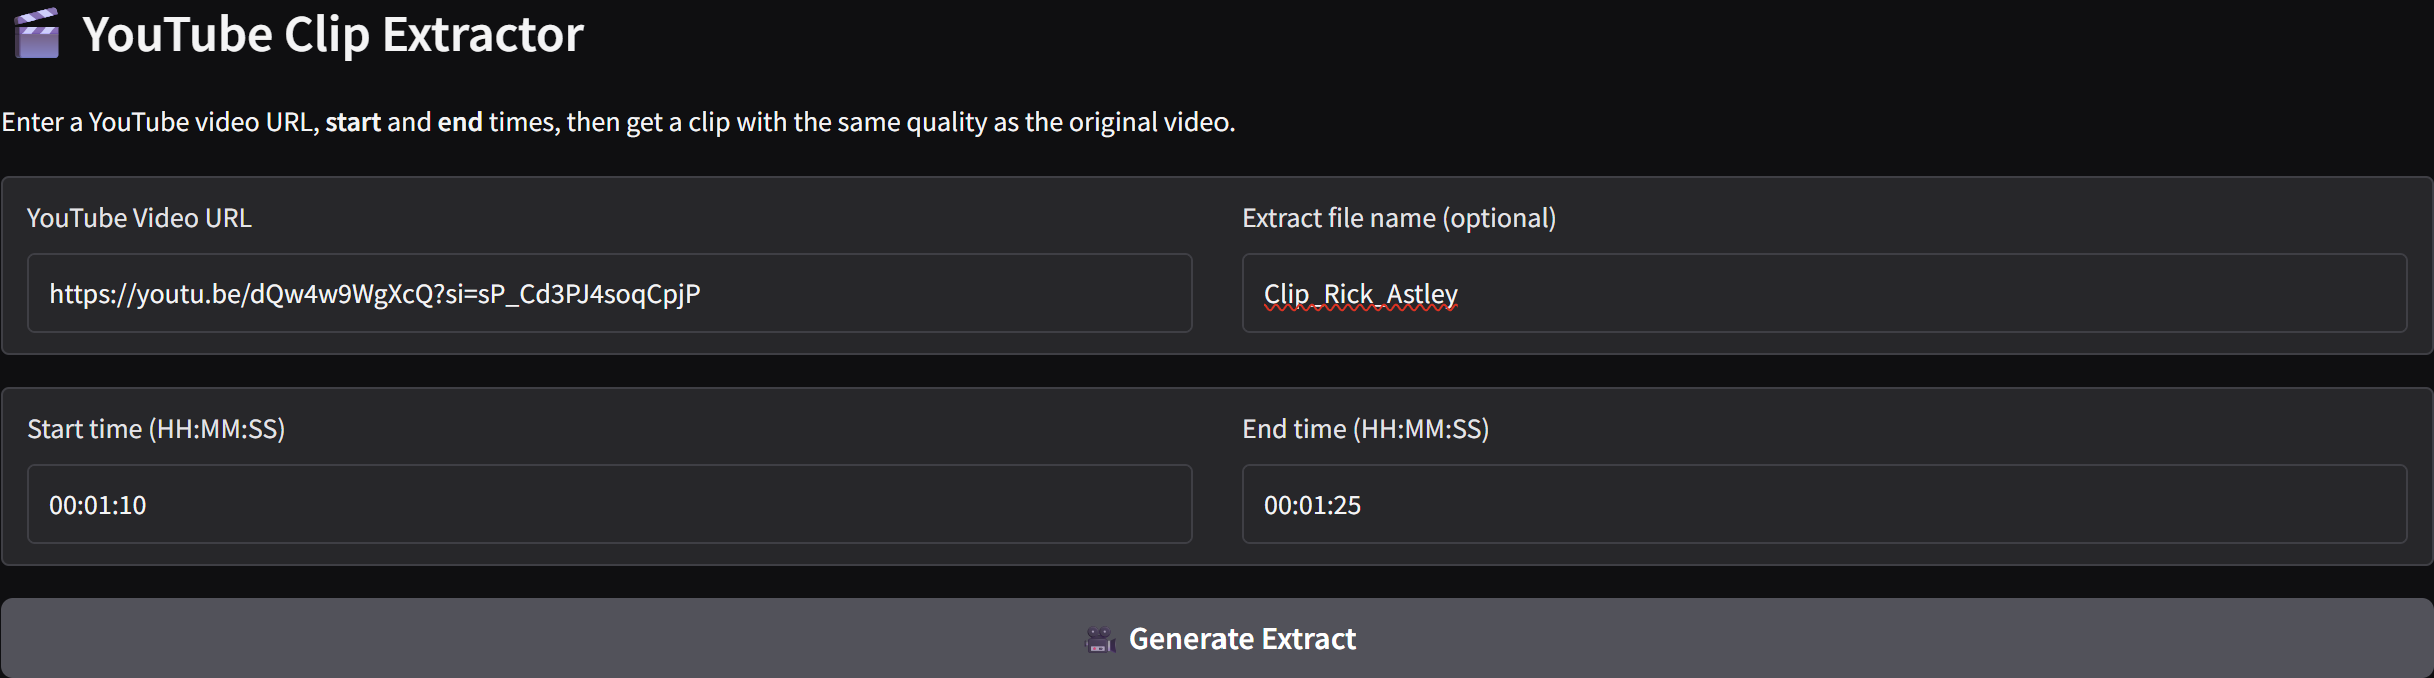 YouTube Clip Extractor
Enter a YouTube video URL, start and end times, then get a clip with the same quality as the original video.
YouTube Video URL
Extract file name (optional)
https://youtu.be/dQw4w9WgXcQ?si=sP_Cd3PJ4soqCpjP
Clip_Rick_Astley
Start time (HH:MM:SS)
End time (HH:MM:SS)
00:01:10
00:01:25
Generate Extract